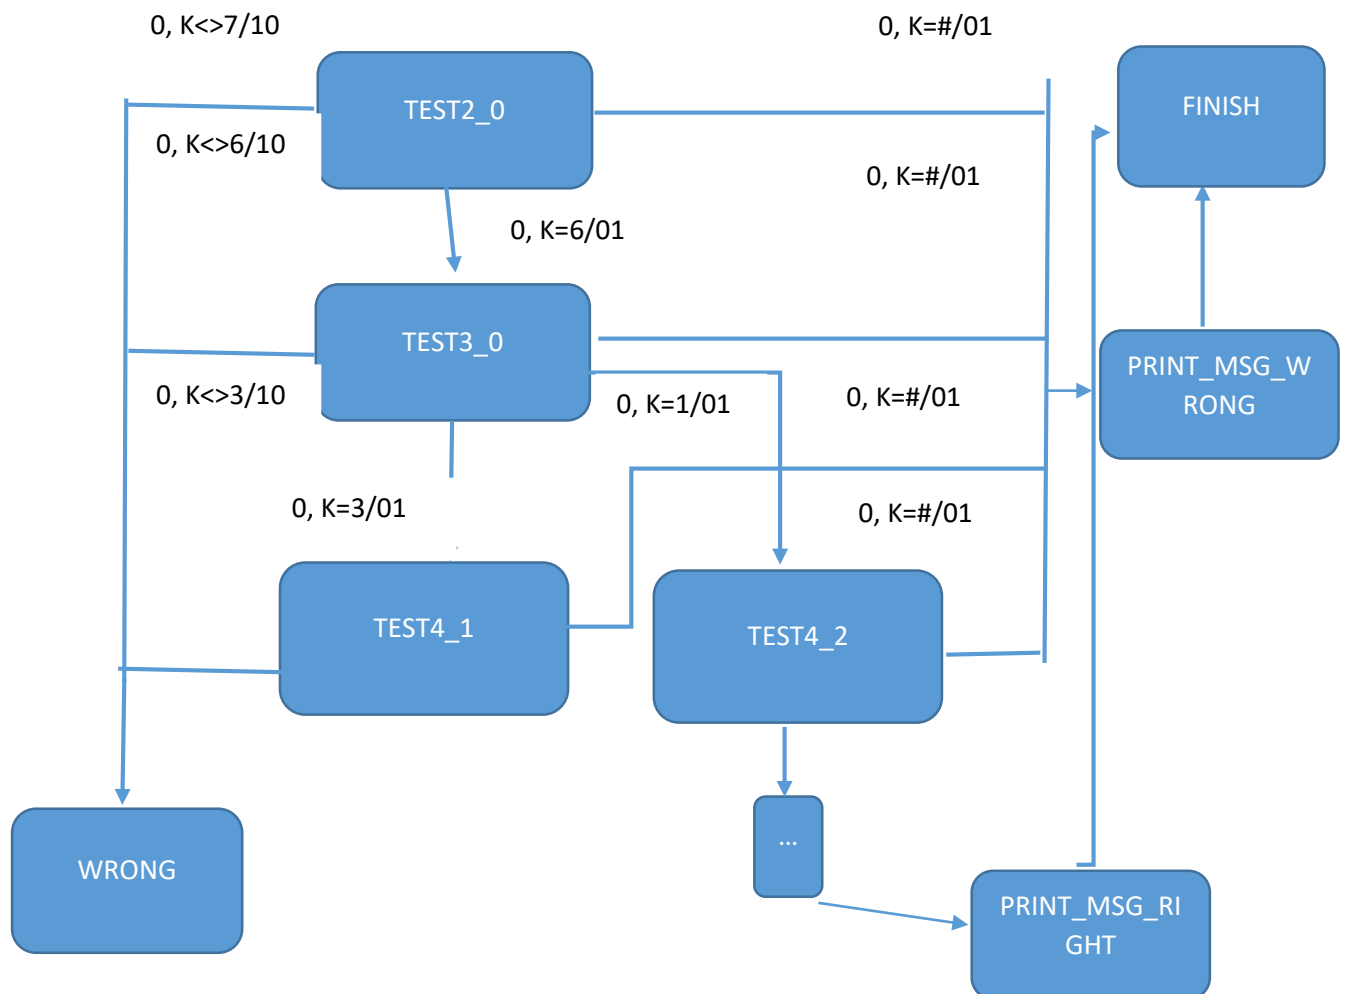 0, K<>7/10
0, K=#/01
TEST2_0
FINISH
0, K<>6/10
0, K=#/01
0, K=6/01
TEST3_0
PRINT_MSG_W
RONG
0, K<>3/10
0, K=1/01
0, K=#/01
0, K=3/01
0, K=#/01
TEST4_1
TEST4_2
...
WRONG
PRINT_MSG_RI
GHT